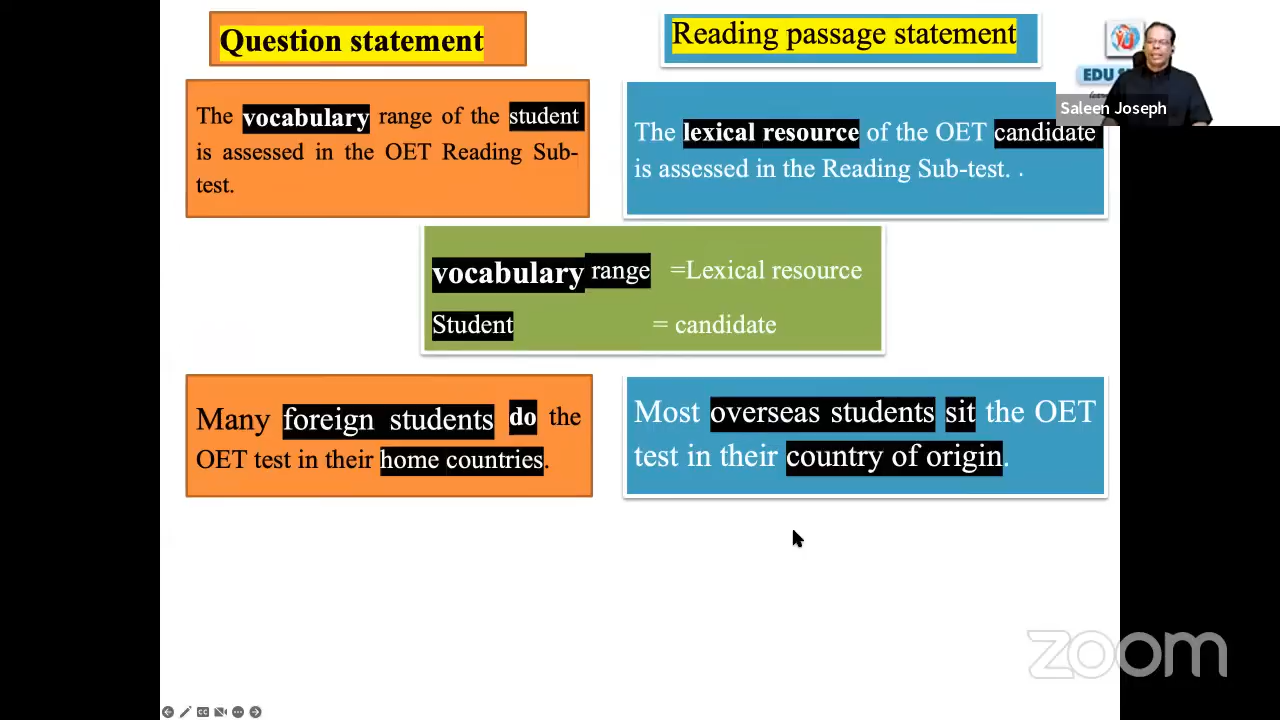 Question statement
Reading passage statement
EDU
Saleen Joseph
The vocabulary range of the student
is assessed in the OET Reading Sub-
test.
The lexical resource of the OET candidate
is assessed in the Reading Sub-test. .
vocabulary range =Lexical resource
Student = candidate
Many foreign students do the
OET test in their home countries.
Most overseas students sit the OET
test in their country of origin.
zoom